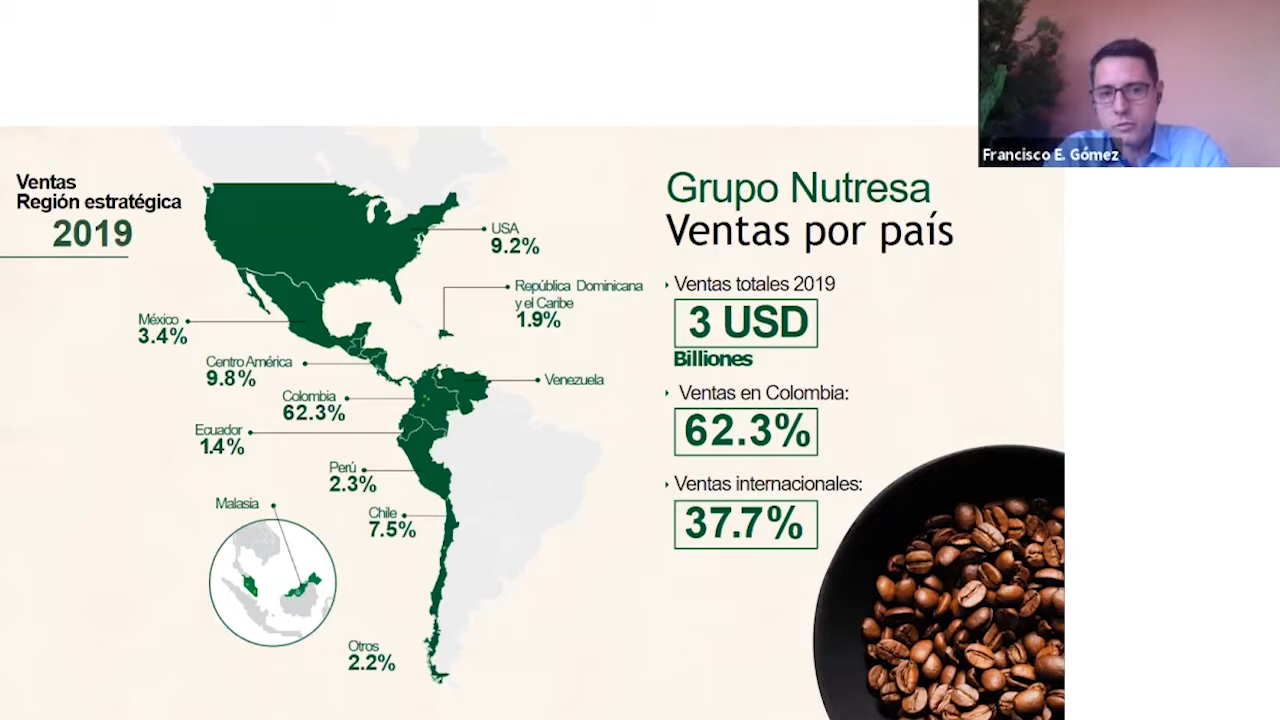 Francisco E. Gómez
Ventas
Región estratégica
2019
USA
9.2%
República Dominicana
y el Caribe
1.9%
México
3.4%
Centro América
9.8%
Colombia
62.3%
Venezuela
Ecuador
1.4%
Perú
2.3%
Malasia
Chile
7.5%
Otros
2.2%
Grupo Nutresa
Ventas por país
Ventas totales 2019
3 USD
Billiones
Ventas en Colombia:
62.3%
Ventas internacionales:
37.7%